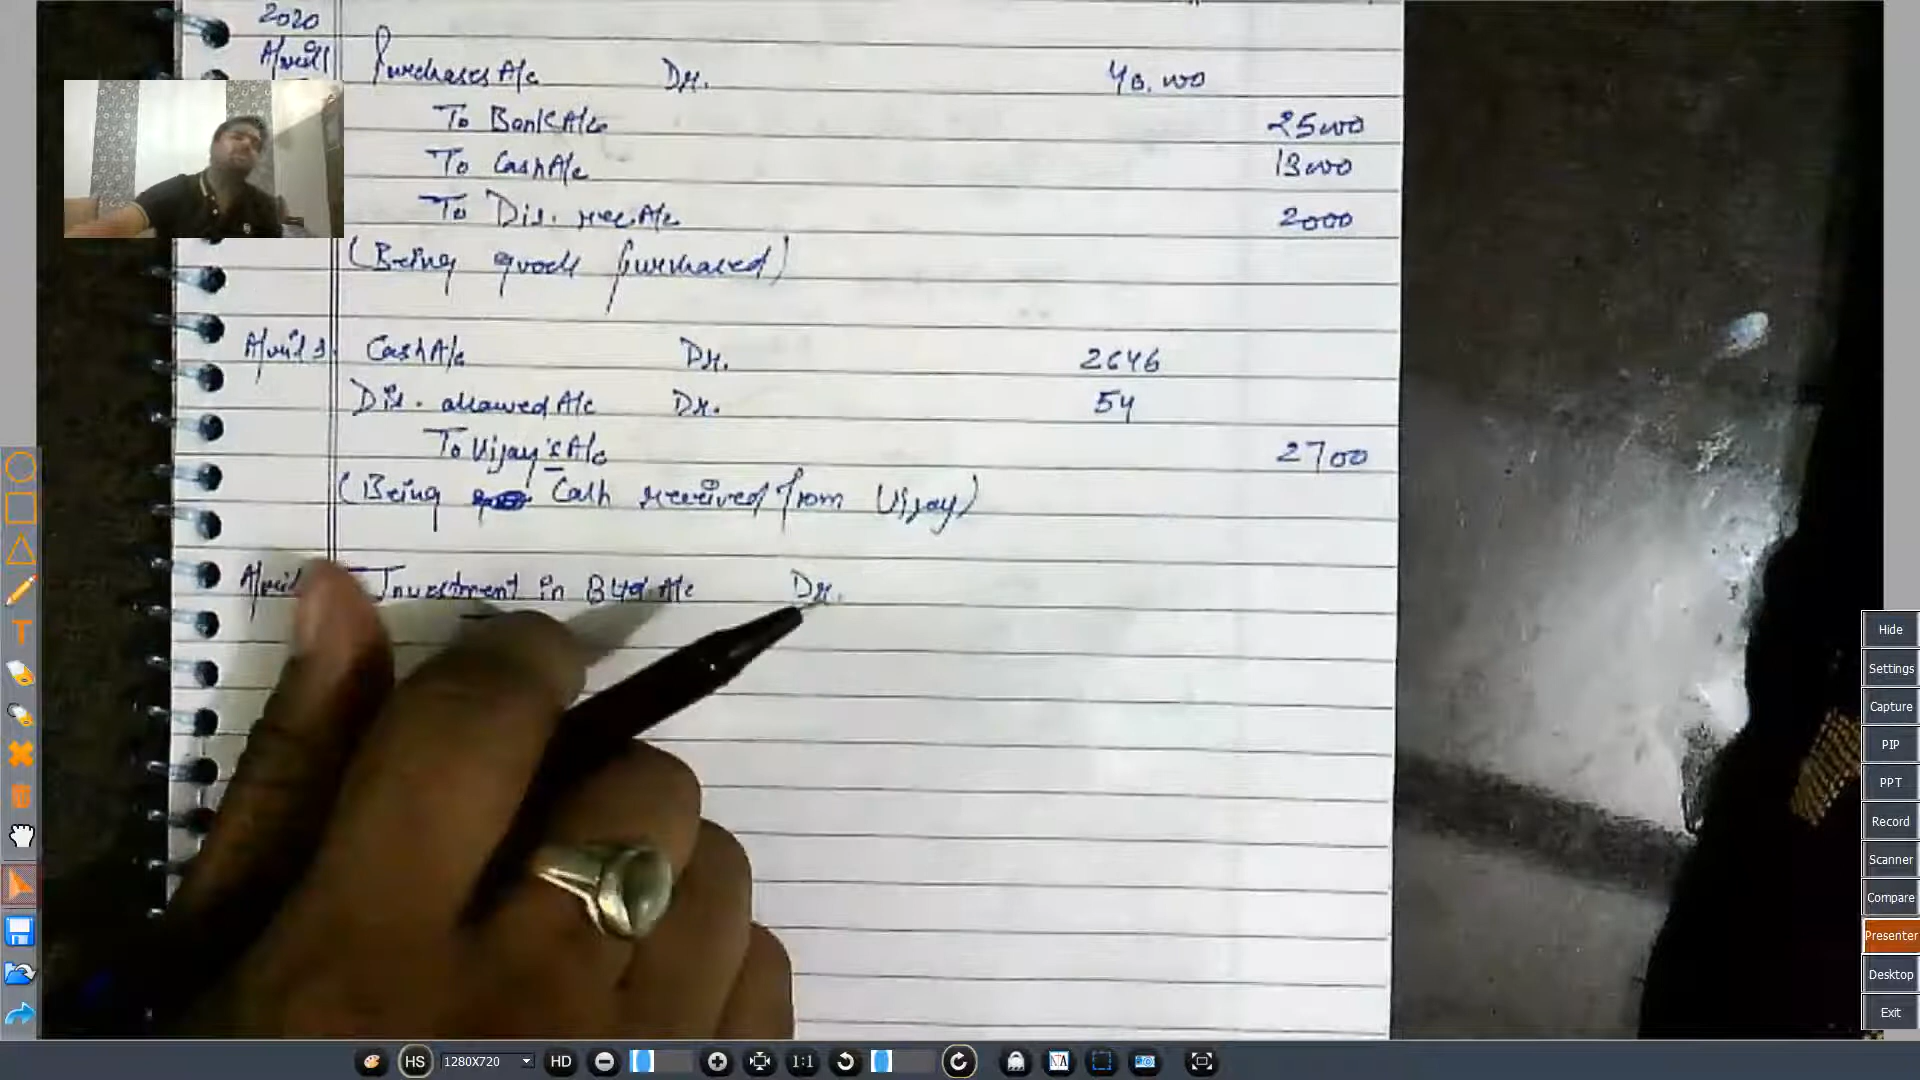 2020
April 1 Purchases A/c Dr. 40,000
To Bank A/c 25000
To Cash A/c 13000
To Dis. rec. A/c 2000
(Being goods purchased)
April 3 Cash A/c Dr. 2646
Dis. allowed A/c Dr. 54
To Vijay's A/c 2700
(Being Cash received from Vijay)
April Investment in Bldg. A/c Dr.
Hide
Settings
Capture
PIP
PPT
Record
Scanner
Compare
Presenter
Desktop
Exit
T
HS 1280X720 HD 1:1